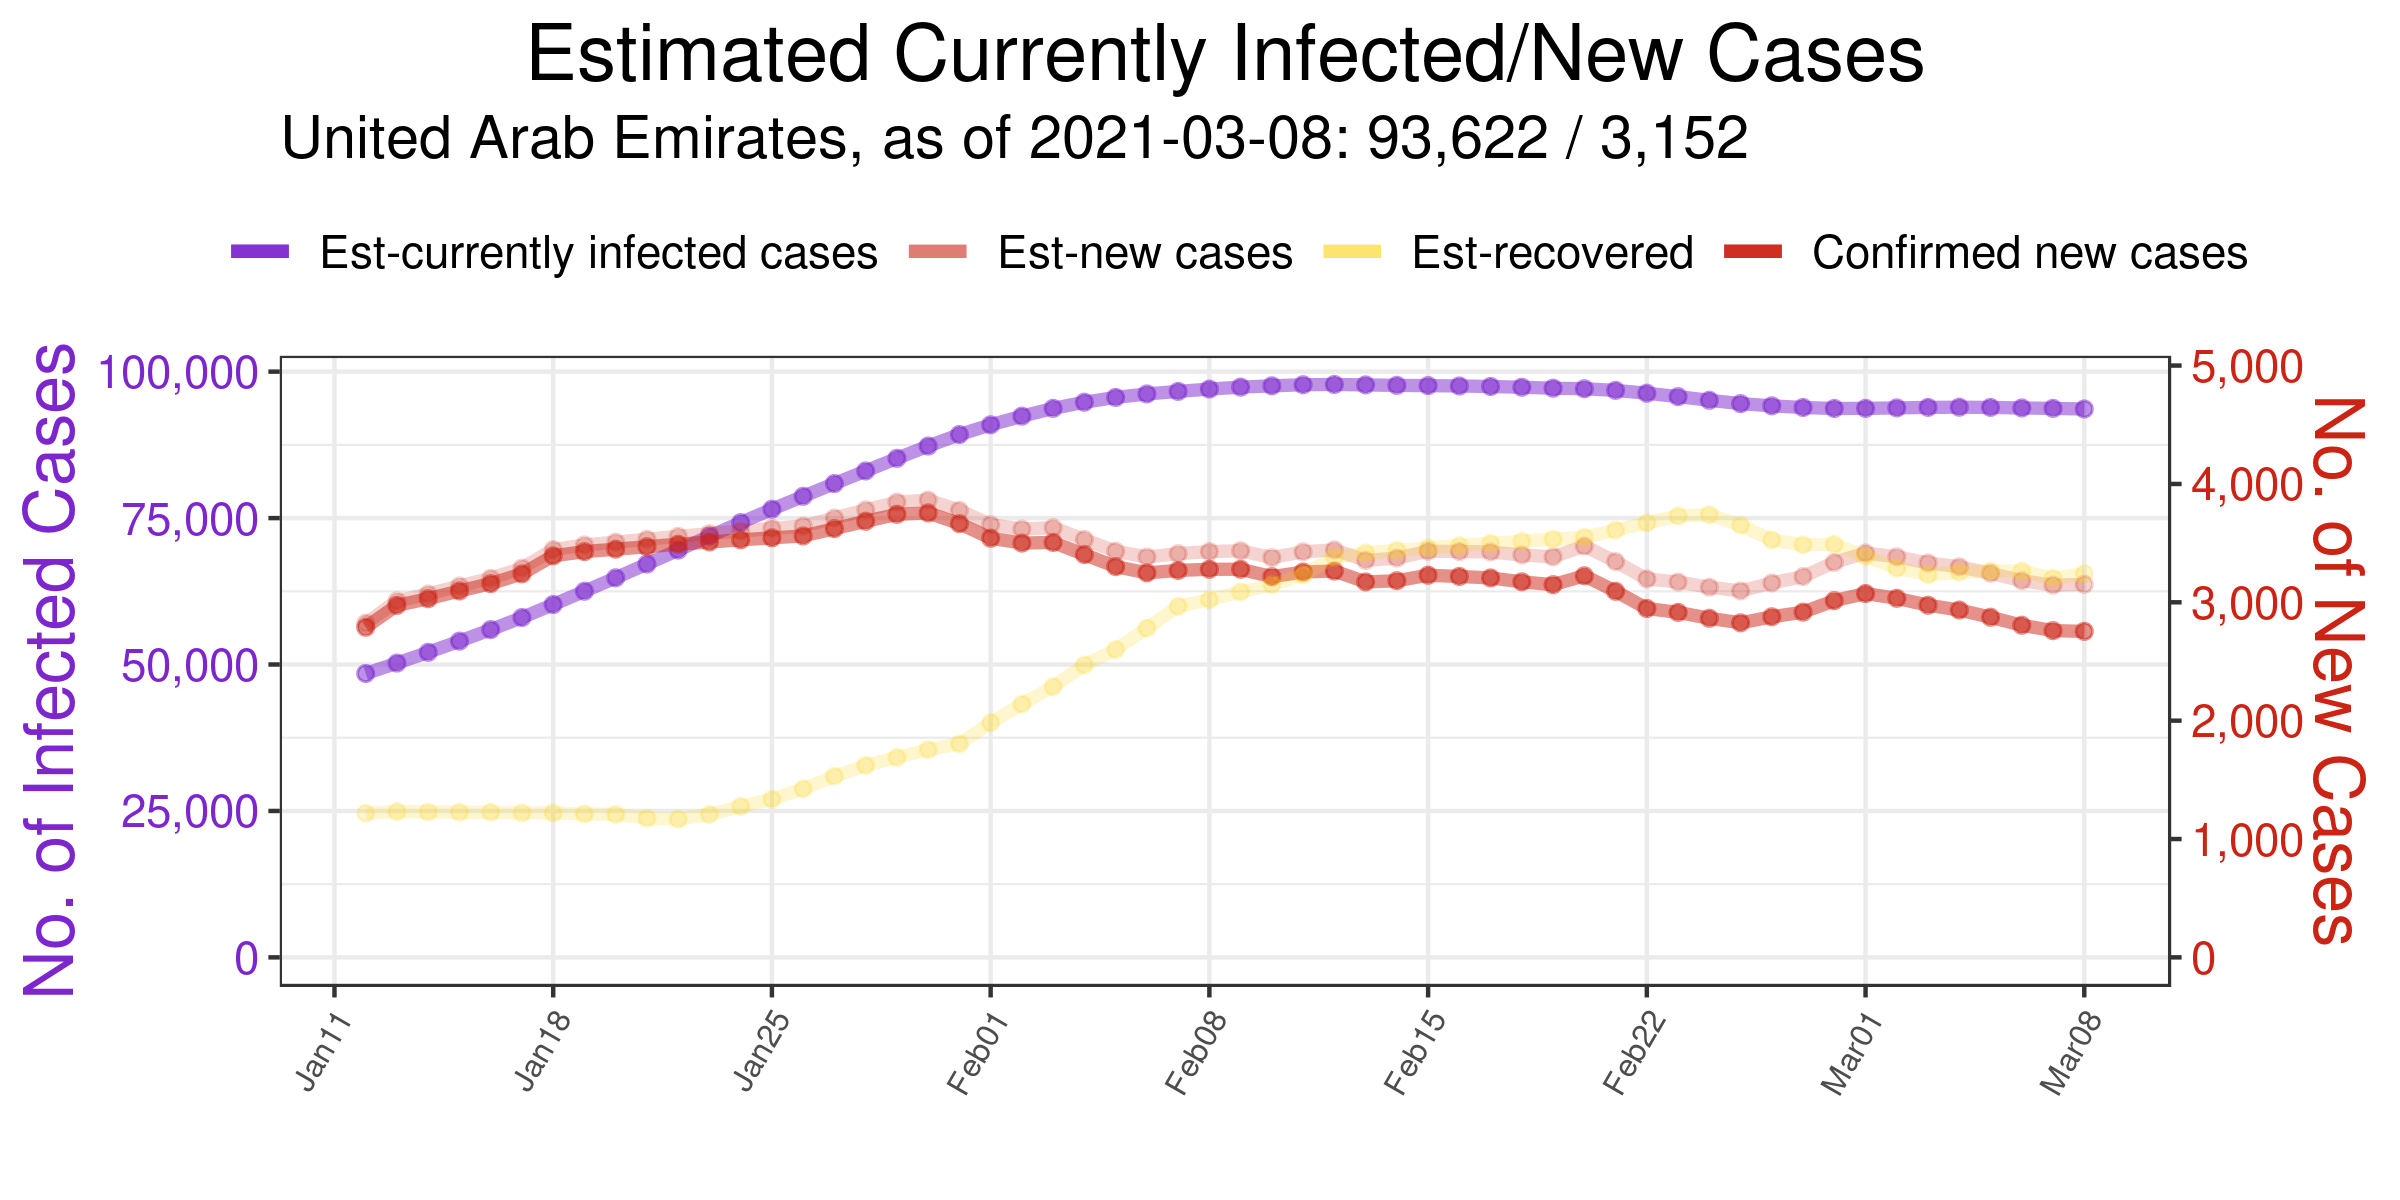 Estimated Currently Infected/New Cases
United Arab Emirates, as of 2021-03-08: 93,622 / 3,152
Est-currently infected cases Est-new cases Est-recovered Confirmed new cases
No. of Infected Cases
100,000
75,000
50,000
25,000
0
5,000
4,000
3,000
2,000
1,000
0
No. of New Cases
Jan11 Jan18 Jan25 Feb01 Feb08 Feb15 Feb22 Mar01 Mar08